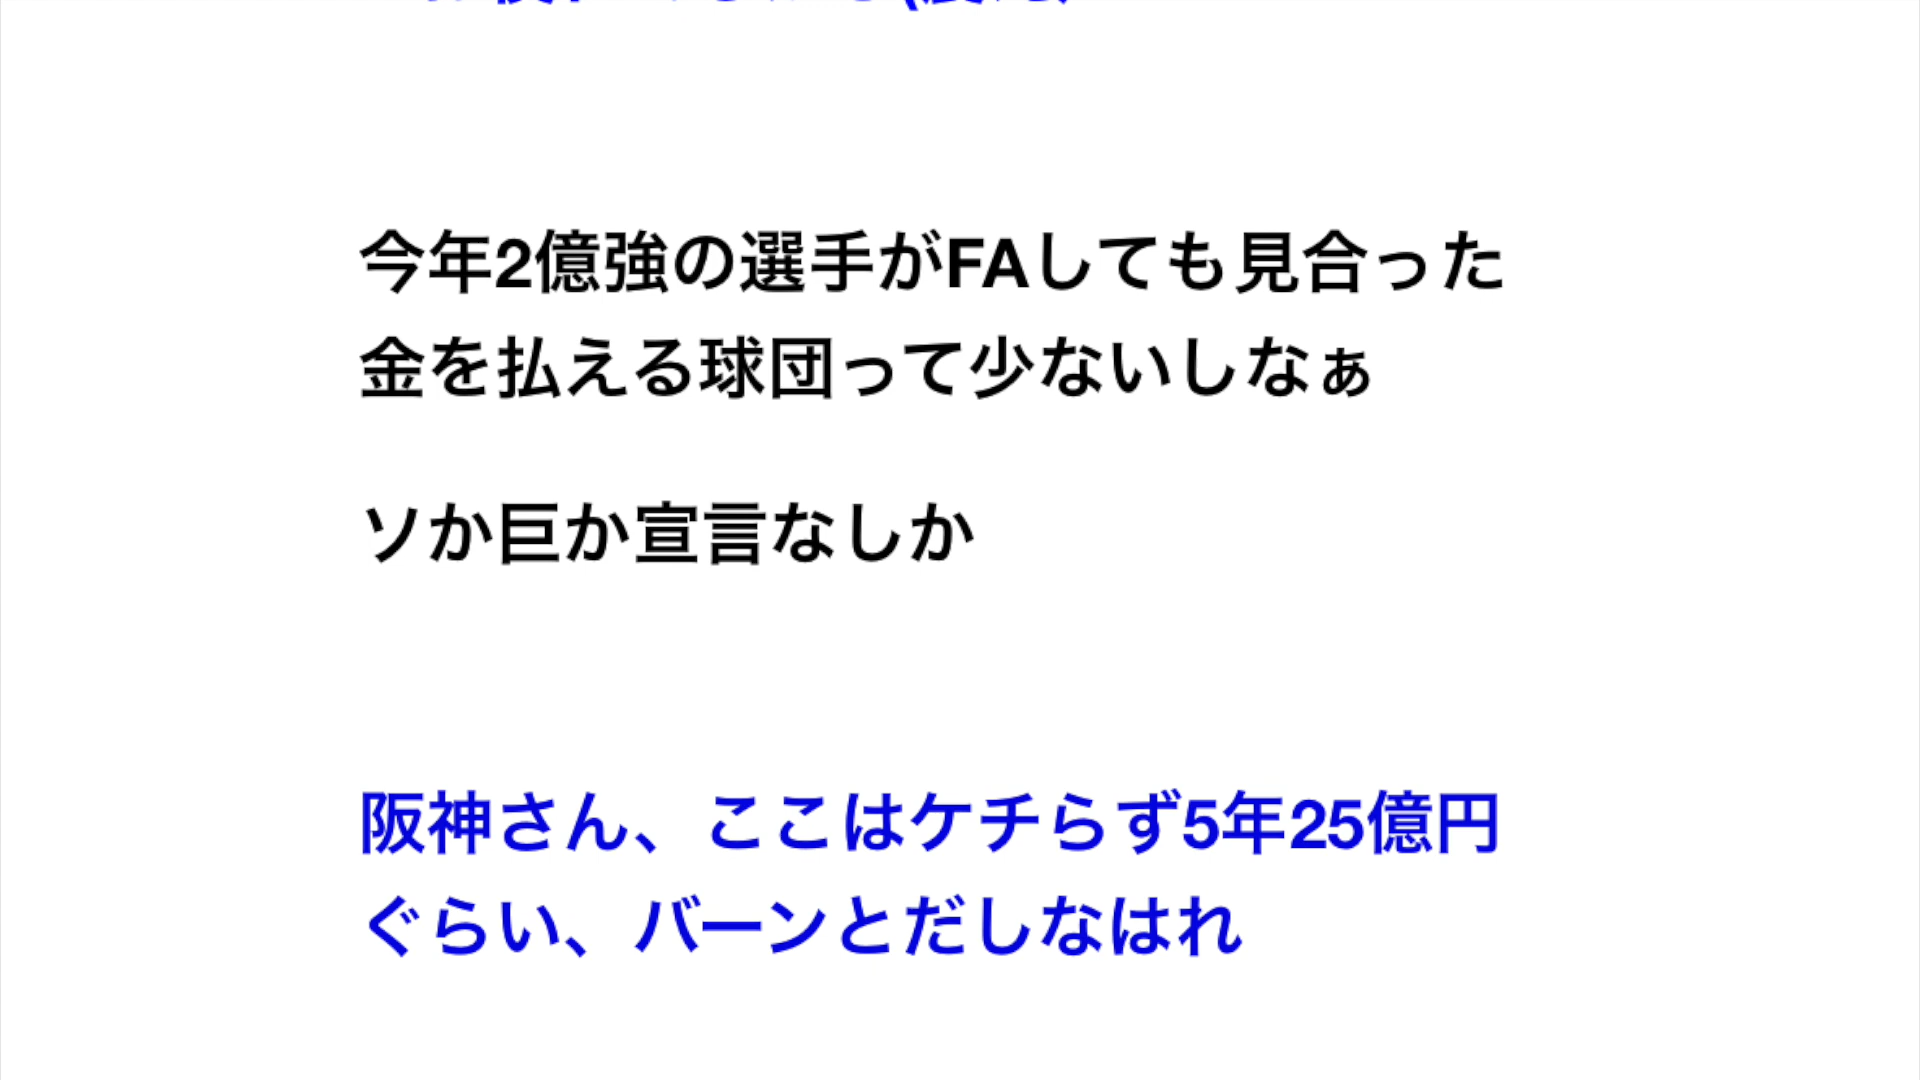 今年2億強の選手がFAしても見合った
金を払える球団って少ないしなぁ
ソか巨か宣言なしか
阪神さん、ここはケチらず5年25億円
ぐらい、バーンとだしなはれ